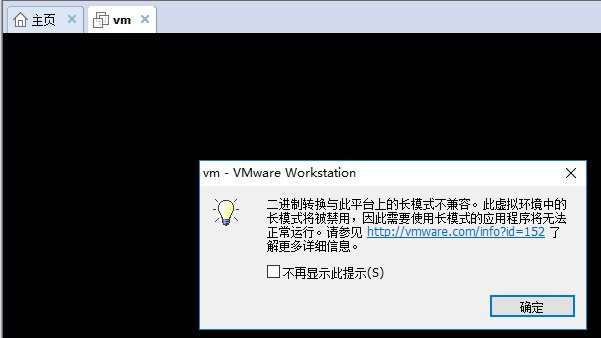 主页
vm
vm - VMware Workstation
二进制转换与此平台上的长模式不兼容。此虚拟环境中的
长模式将被禁用，因此需要使用长模式的应用程序将无法
正常运行。请参见 http://vmware.com/info?id=152 了
解更多详细信息。
不再显示此提示(S)
确定